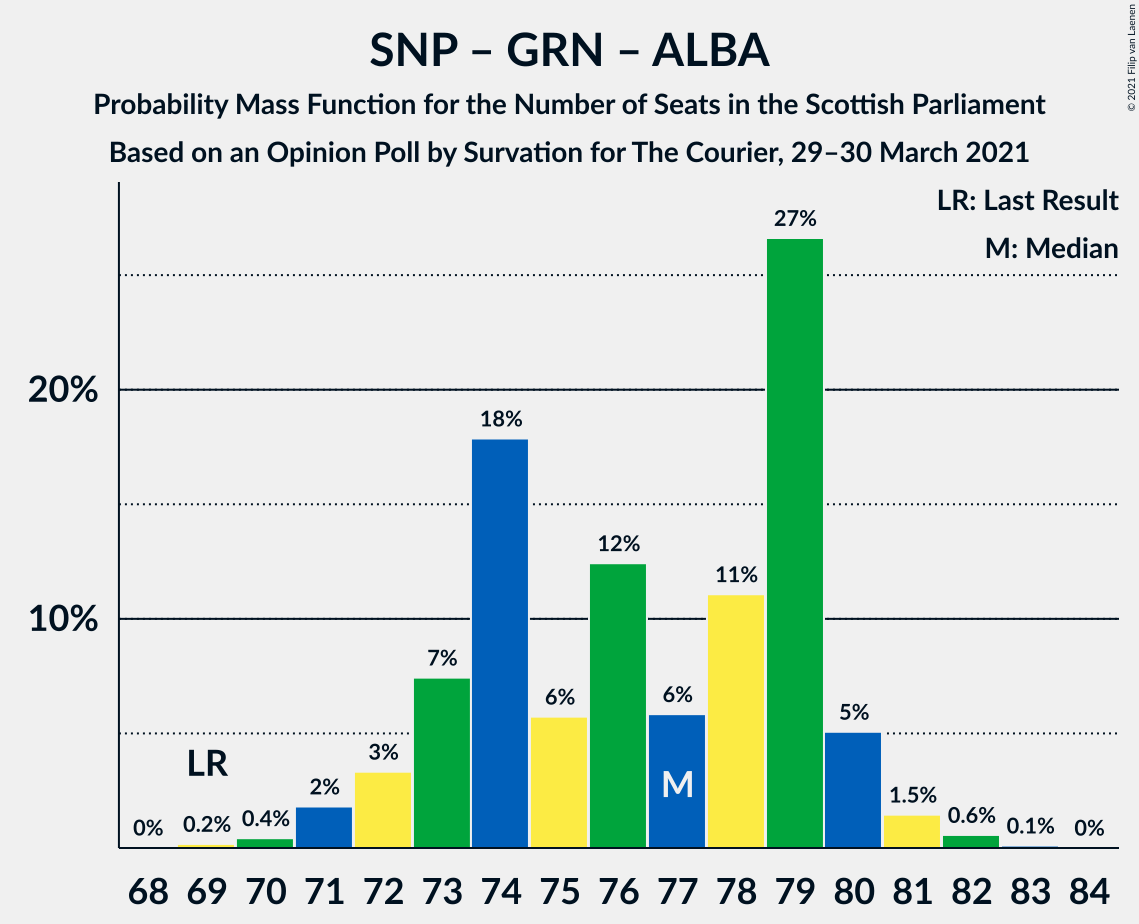 SNP – GRN – ALBA
Probability Mass Function for the Number of Seats in the Scottish Parliament
Based on an Opinion Poll by Survation for The Courier, 29–30 March 2021
© 2021 Filip van Laenen
LR: Last Result
M: Median
27%
20%
18%
12%
11%
10%
7%
6%
6%
5%
LR
3%
M
2%
1.5%
0% 0.2% 0.4% 0.6% 0.1% 0%
68 69 70 71 72 73 74 75 76 77 78 79 80 81 82 83 84